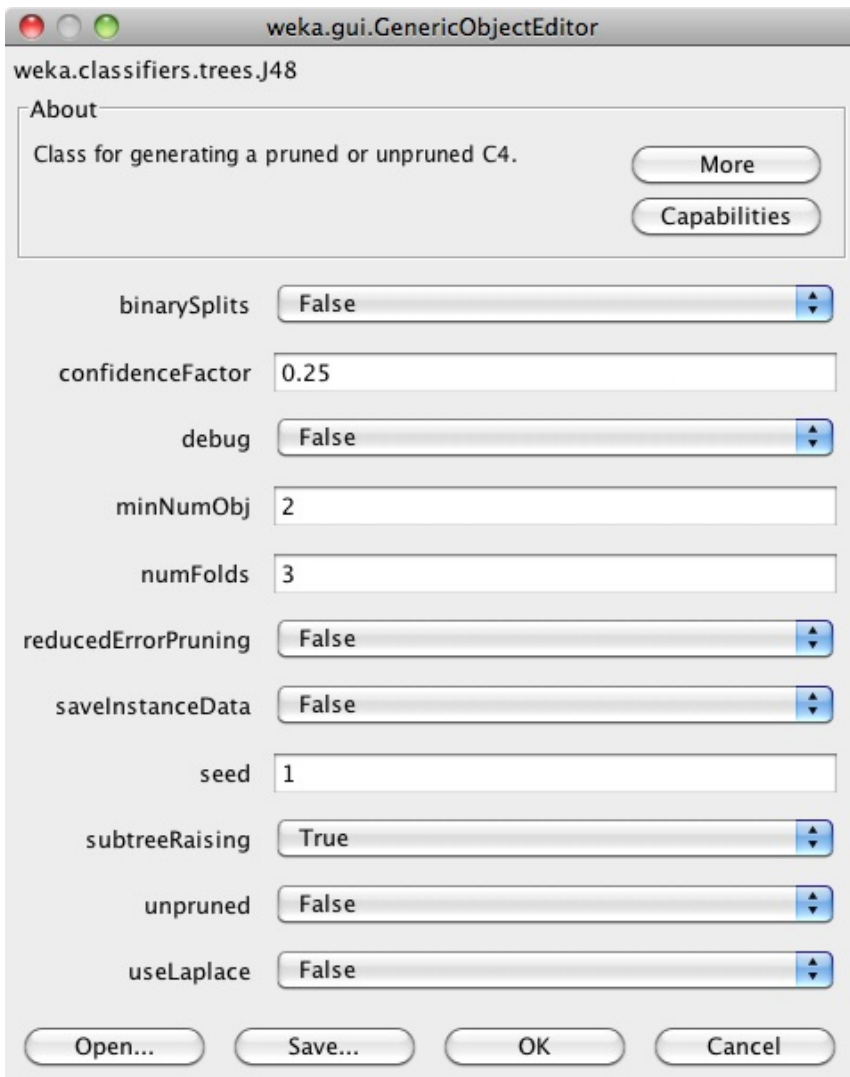 weka.gui.GenericObjectEditor
weka.classifiers.trees.J48
About
Class for generating a pruned or unpruned C4.
More
Capabilities
binarySplits False
confidenceFactor 0.25
debug False
minNumObj 2
numFolds 3
reducedErrorPruning False
saveInstanceData False
seed 1
subtreeRaising True
unpruned False
useLaplace False
Open... Save... OK Cancel